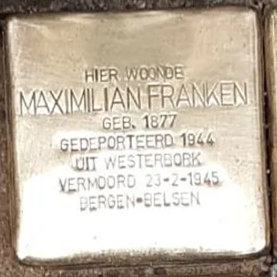 HIER WOONDE
MAXIMILIAN FRANKEN
GEB. 1877
GEDEPORTEERD 1944
UIT WESTERBORK
VERMOORD 23-2-1945
BERGEN-BELSEN